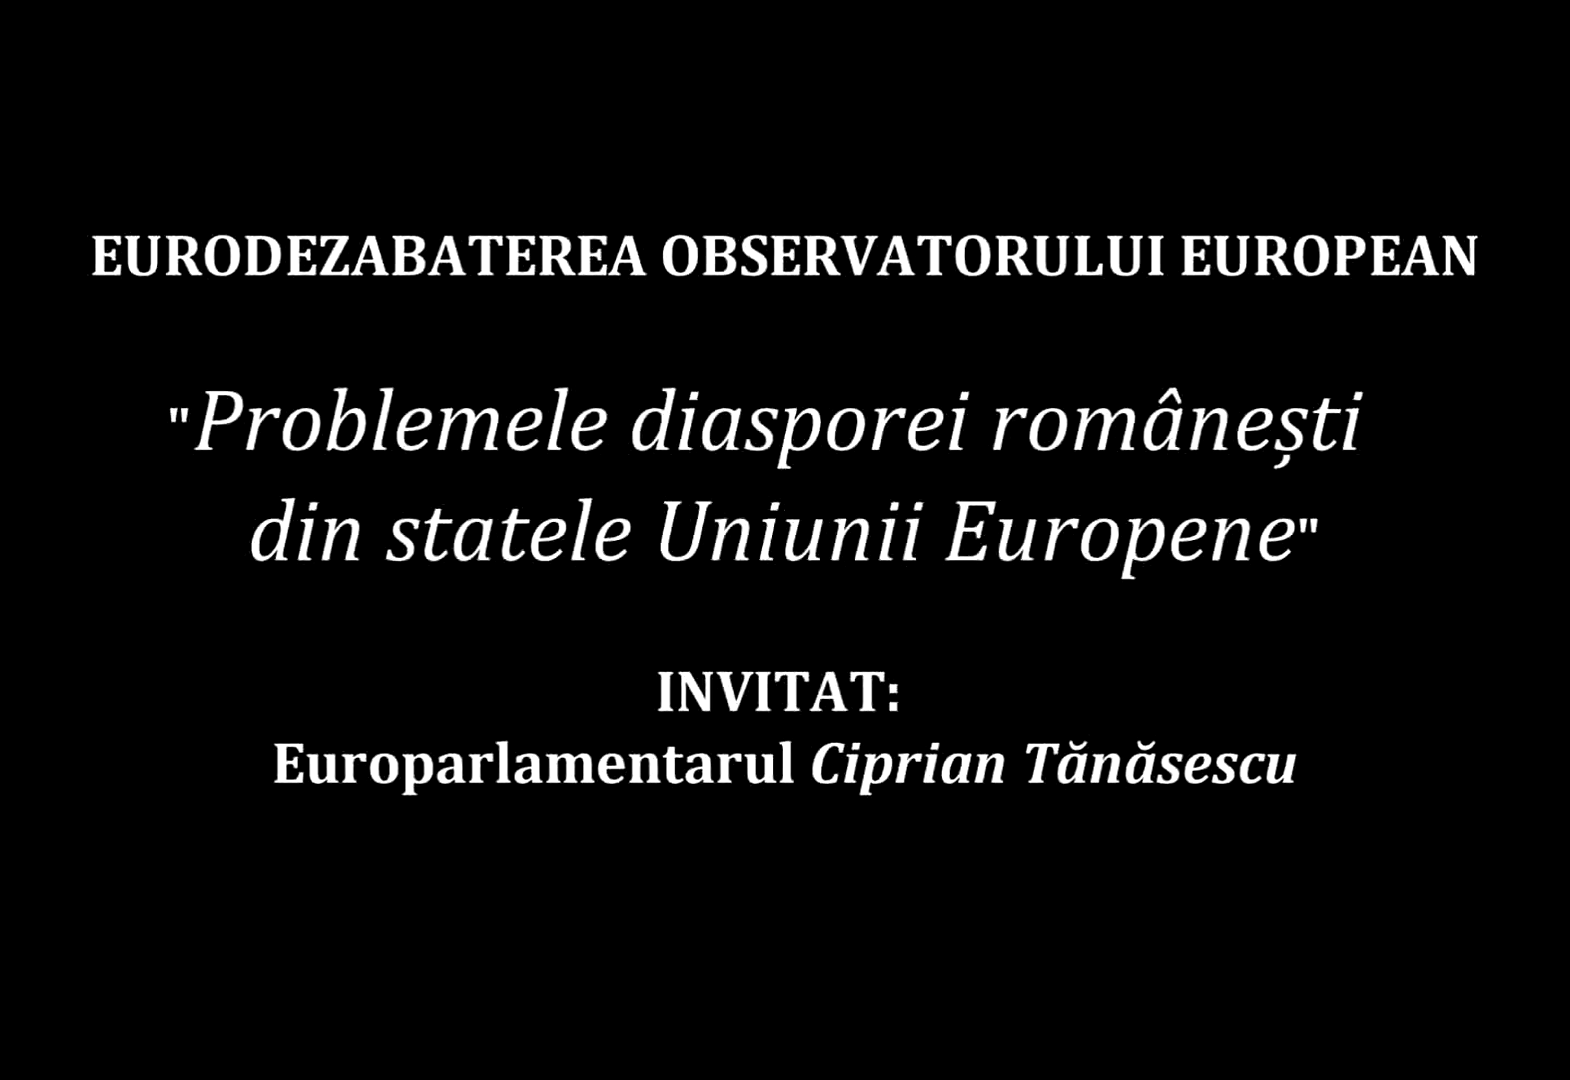 EURODEZABATEREA OBSERVATORULUI EUROPEAN
"Problemele diasporei românești
din statele Uniunii Europene"
INVITAT:
Europarlamentarul Ciprian Tănăsescu